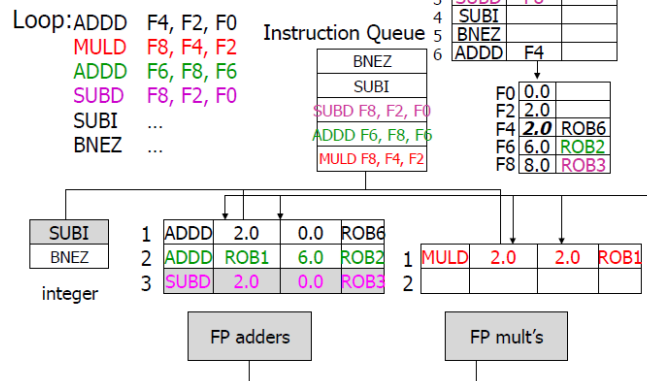 3 SUBD F8
Loop: ADDD F4, F2, F0
MULD F8, F4, F2
ADDD F6, F8, F6
SUBD F8, F2, F0
SUBI ...
BNEZ ...
Instruction Queue
4 SUBI
5 BNEZ
6 ADDD F4
BNEZ
SUBI
SUBD F8, F2, F0
ADDD F6, F8, F6
MULD F8, F4, F2
F0 0.0
F2 2.0
F4 2.0 ROB6
F6 6.0 ROB2
F8 8.0 ROB3
SUBI
BNEZ
integer
1 ADDD 2.0 0.0 ROB6
2 ADDD ROB1 6.0 ROB2
3 SUBD 2.0 0.0 ROB3
1 MULD 2.0 2.0 ROB1
2
FP adders
FP mult's